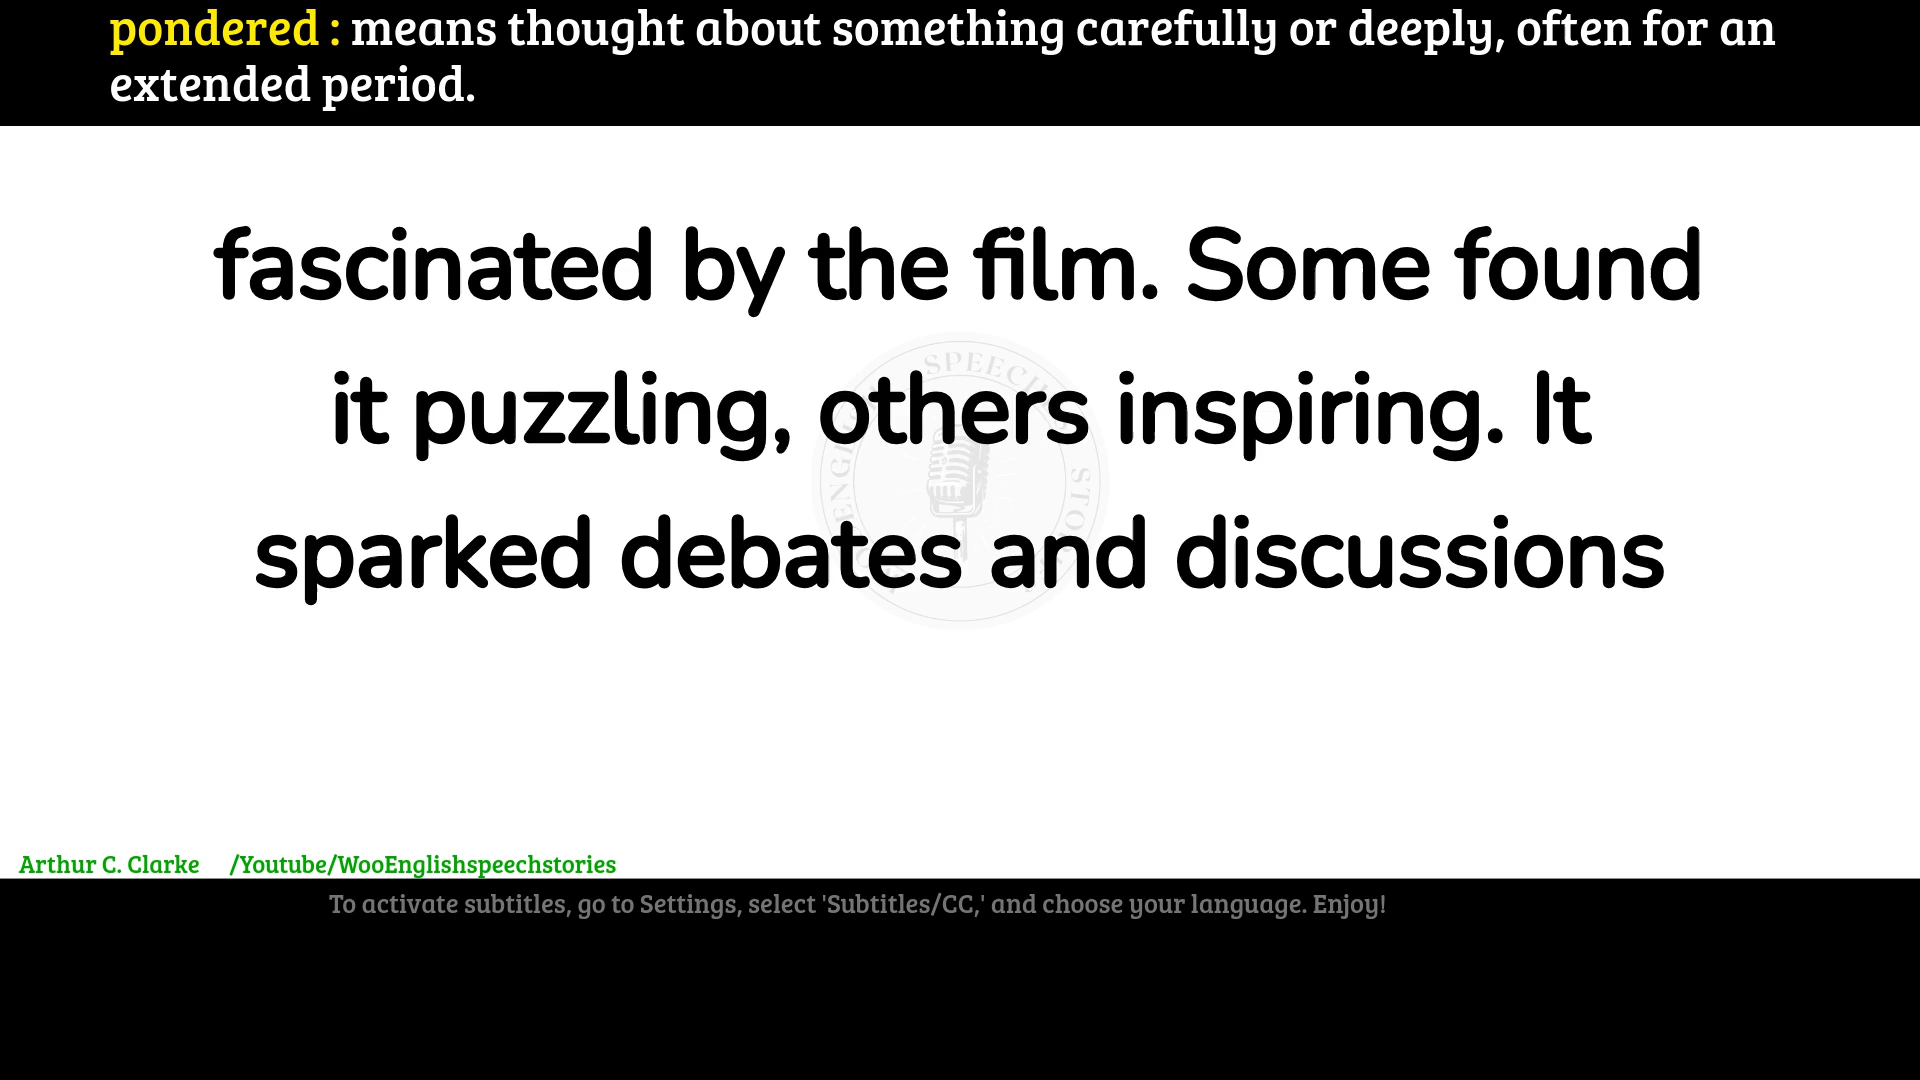 pondered : means thought about something carefully or deeply, often for an
extended period.
fascinated by the film. Some found
it puzzling, others inspiring. It
sparked debates and discussions
SPEECH
Arthur C. Clarke /Youtube/WooEnglishspeechstories
To activate subtitles, go to Settings, select 'Subtitles/CC,' and choose your language. Enjoy!